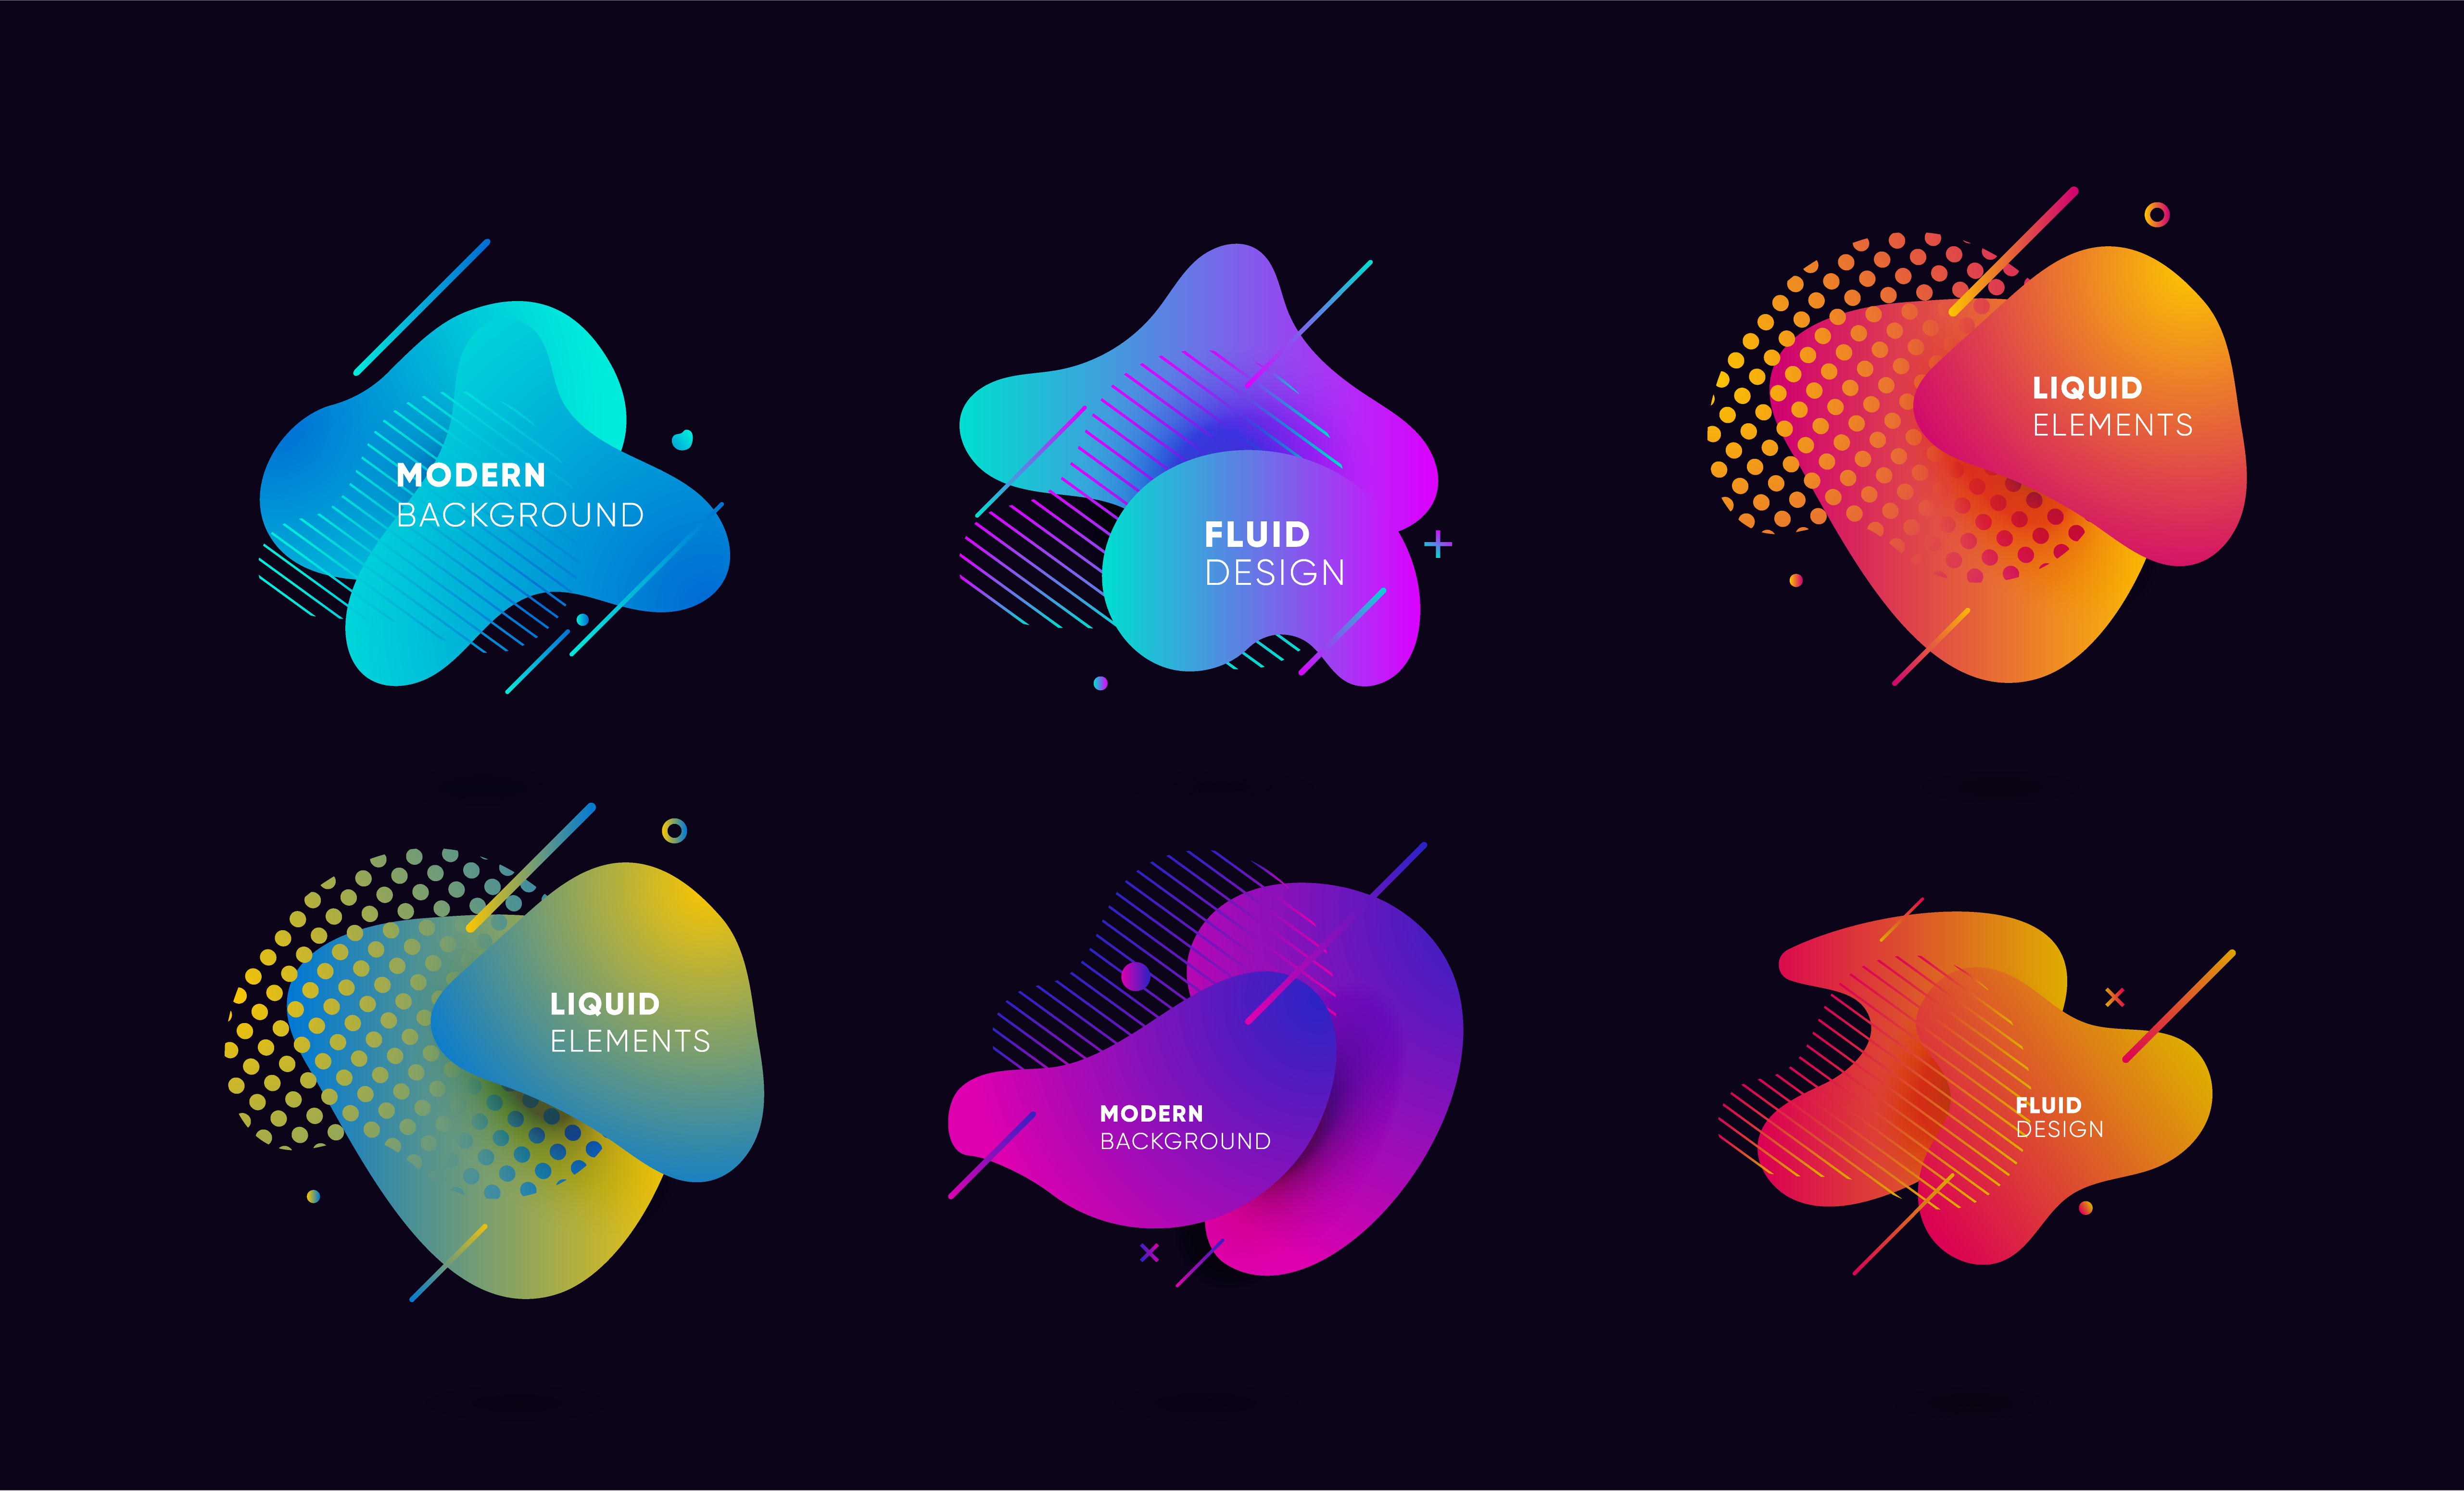 MODERN
BACKGROUND
FLUID
DESIGN
LIQUID
ELEMENTS
LIQUID
ELEMENTS
MODERN
BACKGROUND
FLUID
DESIGN